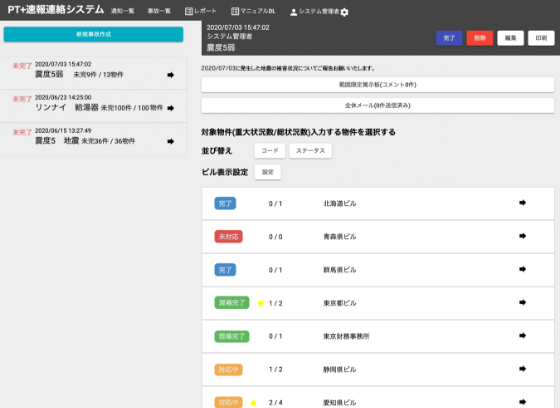 PT+速報連絡システム 通知一覧 事故一覧 レポート マニュアルDL システム管理者
新規事故作成
未完了 2020/07/03 15:47:02
震度5弱 未完9件 / 13物件
未完了 2020/06/23 14:25:00
リンナイ 給湯器 未完100件 / 100物件
未完了 2020/06/15 13:27:49
震度5 地震 未完36件 / 36物件
2020/07/03 15:47:02
システム管理者
震度5弱
完了 削除 編集 印刷
2020/07/03に発生した地震の被害状況についてご報告お願いいたします。
範囲限定掲示板(コメント0件)
全体メール(0件送信済み)
対象物件(重大状況数/総状況数)入力する物件を選択する
並び替え コード ステータス
ビル表示設定 設定
完了 0 / 1 北海道ビル
未対応 0 / 0 青森県ビル
完了 0 / 1 群馬県ビル
現場完了 1 / 2 東京都ビル
現場完了 0 / 1 東京財務事務所
対応中 1 / 2 静岡県ビル
対応中 2 / 4 愛知県ビル